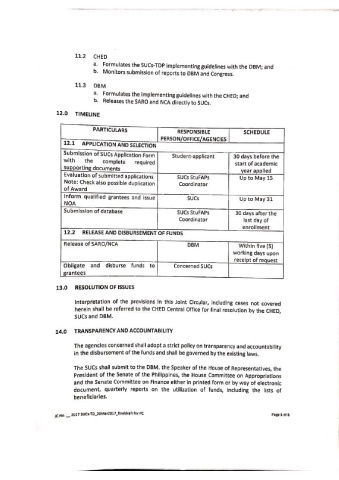 11.2 CHED
a. Formulates the SUCs-TDP implementing guidelines with the DBM; and
b. Monitors submission of reports to DBM and Congress.
11.3 DBM
a. Formulates the implementing guidelines with the CHED; and
b. Releases the SARO and NCA directly to SUCs.
12.0 TIMELINE
PARTICULARS RESPONSIBLE SCHEDULE
PERSON/OFFICE/AGENCIES
12.1 APPLICATION AND SELECTION
Submission of SUCs Application Form Student-applicant 30 days before the
with the complete required start of academic
supporting documents year applied
Evaluation of submitted applications SUCs StuFAPs Up to May 15
Note: Check also possible duplication Coordinator
of Award
Inform qualified grantees and issue SUCs Up to May 31
NOA
Submission of database SUCs StuFAPs 30 days after the
Coordinator last day of
enrollment
12.2 RELEASE AND DISBURSEMENT OF FUNDS
Release of SARO/NCA DBM Within five (5)
working days upon
receipt of request
Obligate and disburse funds to Concerned SUCs
grantees
13.0 RESOLUTION OF ISSUES
Interpretation of the provisions in this Joint Circular, including cases not covered
herein shall be referred to the CHED Central Office for final resolution by the CHED,
SUCs and DBM.
14.0 TRANSPARENCY AND ACCOUNTABILITY
The agencies concerned shall adopt a strict policy on transparency and accountability
in the disbursement of the funds and shall be governed by the existing laws.
The SUCs shall submit to the DBM, the Speaker of the House of Representatives, the
President of the Senate of the Philippines, the House Committee on Appropriations
and the Senate Committee on Finance either in printed form or by way of electronic
document, quarterly reports on the utilization of funds, including the lists of
beneficiaries.